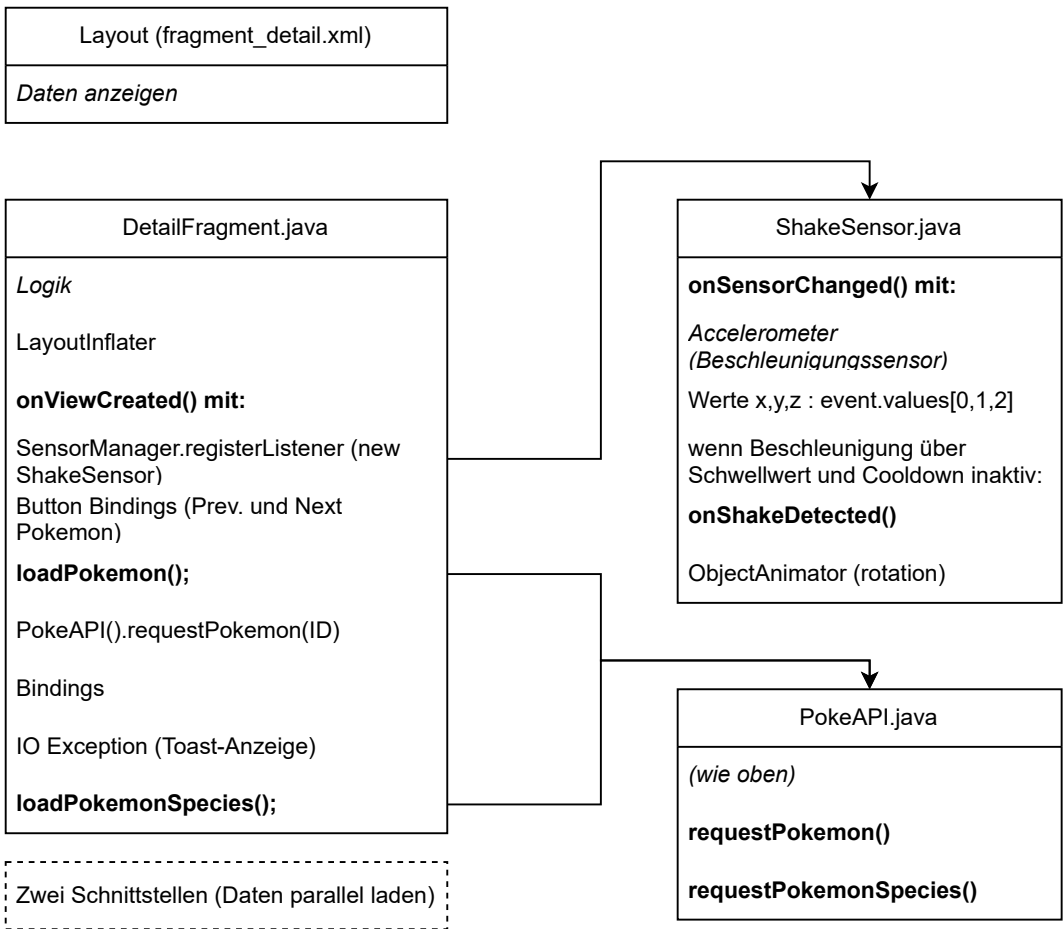 Layout (fragment_detail.xml)
Daten anzeigen
DetailFragment.java
Logik
LayoutInflater
onViewCreated() mit:
SensorManager.registerListener (new
ShakeSensor)
Button Bindings (Prev. und Next
Pokemon)
loadPokemon();
PokeAPI().requestPokemon(ID)
Bindings
IO Exception (Toast-Anzeige)
loadPokemonSpecies();
Zwei Schnittstellen (Daten parallel laden)
ShakeSensor.java
onSensorChanged() mit:
Accelerometer
(Beschleunigungssensor)
Werte x,y,z : event.values[0,1,2]
wenn Beschleunigung über
Schwellwert und Cooldown inaktiv:
onShakeDetected()
ObjectAnimator (rotation)
PokeAPI.java
(wie oben)
requestPokemon()
requestPokemonSpecies()